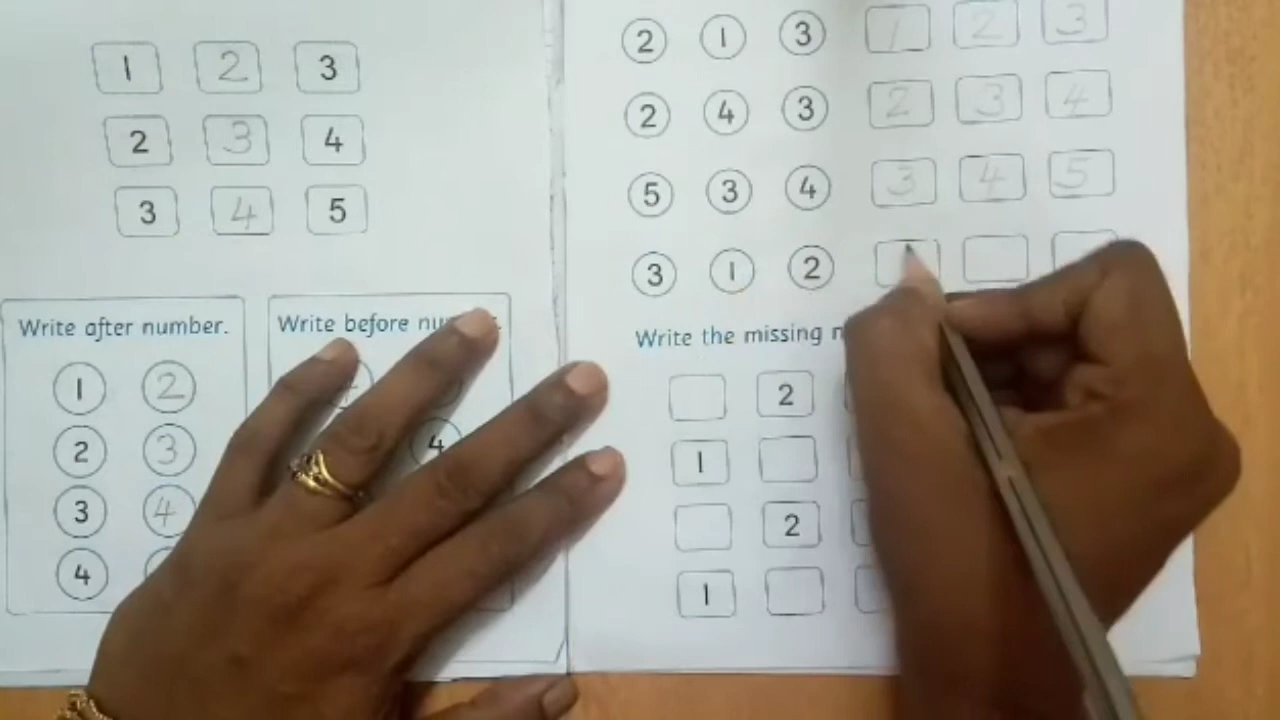 1 2 3
2 3 4
3 4 5
Write after number.
1 2
2 3
3 4
4
Write before
4
2 1 3 1 2 3
2 4 3 2 3 4
5 3 4 3 4 5
3 1 2
Write the missing
2
1
2
1